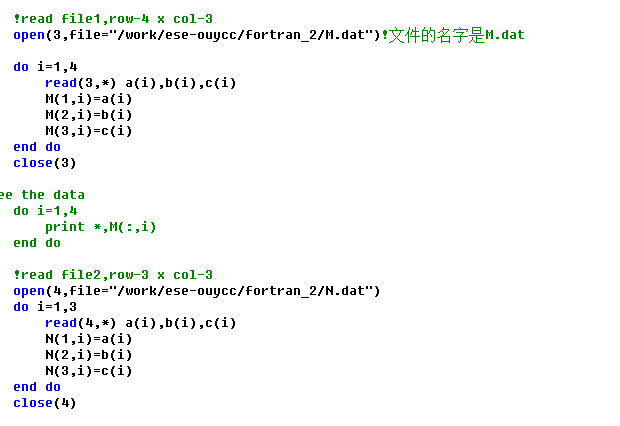 !read file1,row-4 x col-3
open(3,file="/work/ese-ouycc/fortran_2/M.dat")!文件的名字是M.dat
do i=1,4
read(3,*) a(i),b(i),c(i)
M(1,i)=a(i)
M(2,i)=b(i)
M(3,i)=c(i)
end do
close(3)
ee the data
do i=1,4
print *,M(:,i)
end do
!read file2,row-3 x col-3
open(4,file="/work/ese-ouycc/fortran_2/N.dat")
do i=1,3
read(4,*) a(i),b(i),c(i)
N(1,i)=a(i)
N(2,i)=b(i)
N(3,i)=c(i)
end do
close(4)